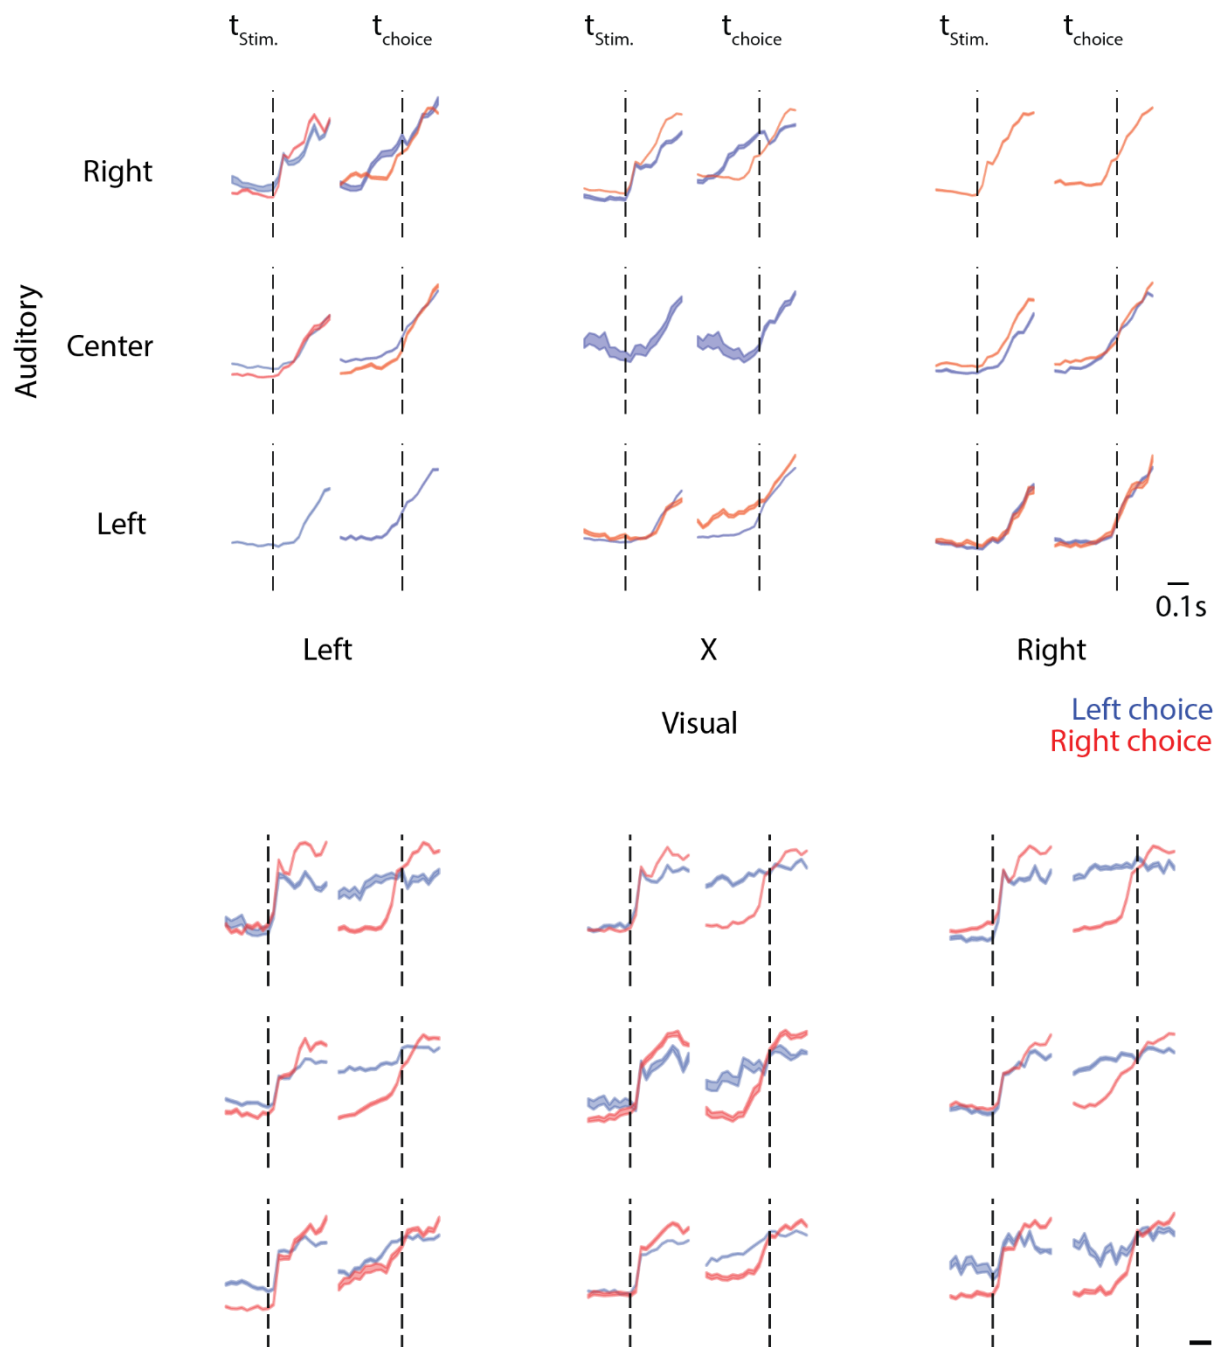 tStim. tchoice tStim. tchoice tStim. tchoice
Right
Auditory
Center
Left
0.1s
Left X Right
Visual
Left choice
Right choice